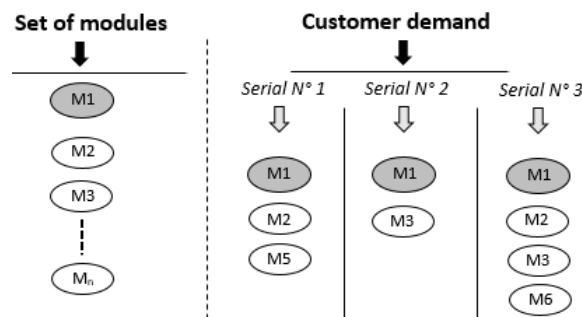 Set of modules
M1
M2
M3
Mn
Customer demand
Serial N° 1
Serial N° 2
Serial N° 3
M1
M2
M5
M1
M3
M1
M2
M3
M6